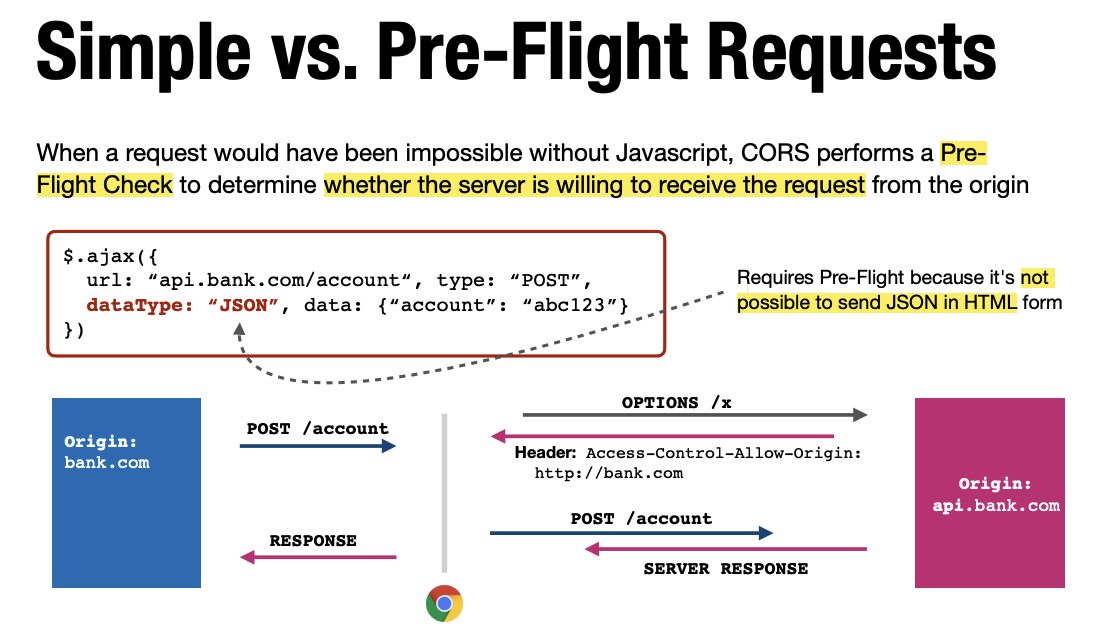 Simple vs. Pre-Flight Requests
When a request would have been impossible without Javascript, CORS performs a Pre-
Flight Check to determine whether the server is willing to receive the request from the origin
$.ajax({
url: “api.bank.com/account“, type: “POST”,
dataType: “JSON”, data: {“account”: “abc123”}
})
Requires Pre-Flight because it's not
possible to send JSON in HTML form
Origin:
bank.com
POST /account
RESPONSE
OPTIONS /x
Header: Access-Control-Allow-Origin:
http://bank.com
POST /account
SERVER RESPONSE
Origin:
api.bank.com